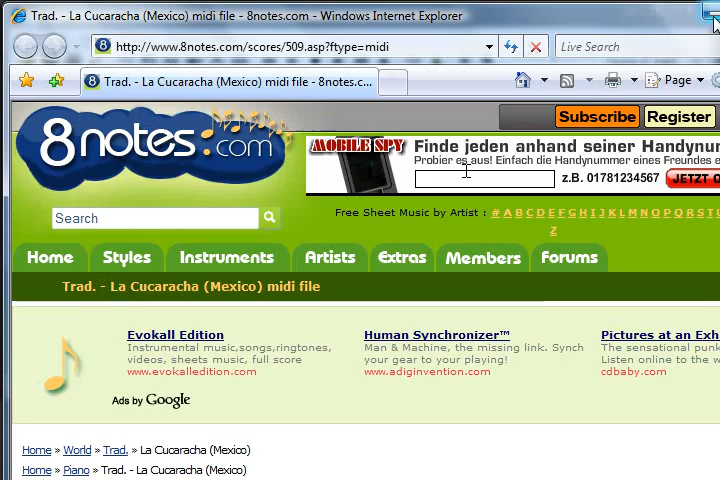 Trad. - La Cucaracha (Mexico) midi file - 8notes.com - Windows Internet Explorer
http://www.8notes.com/scores/509.asp?ftype=midi
Live Search
Trad. - La Cucaracha (Mexico) midi file - 8notes.c...
Page
Subscribe Register
8notes.com
MOBILE SPY
Finde jeden anhand seiner Handynum
Probier es aus! Einfach die Handynummer eines Freundes e
z.B. 01781234567 JETZT O
Search
Free Sheet Music by Artist : # A B C D E F G H I J K L M N O P Q R S T U
Z
Home Styles Instruments Artists Extras Members Forums
Trad. - La Cucaracha (Mexico) midi file
Evokall Edition
Instrumental music,songs,ringtones,
videos, sheets music, full score
www.evokalledition.com
Human Synchronizer™
Man & Machine, the missing link. Synch
your gear to your playing!
www.adiginvention.com
Pictures at an Exh
The sensational punk
Listen online to the w
cdbaby.com
Ads by Google
Home » World » Trad. » La Cucaracha (Mexico)
Home » Piano » Trad. - La Cucaracha (Mexico)